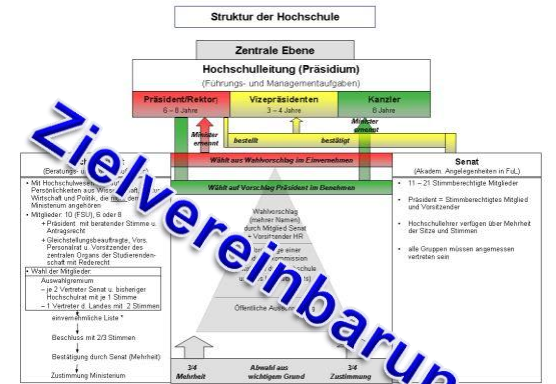 Struktur der Hochschule
Zentrale Ebene
Hochschulleitung (Präsidium)
(Führungs- und Managementaufgaben)
Präsident/Rektor)
6 – 8 Jahre
Vizepräsidenten
3 – 4 Jahre
Kanzler
8 Jahre
Minister
ernennt
bestellt
bestätigt
Minister
ernennt
Wählt aus Wahlvorschlag im Einvernehmen
Wählt auf Vorschlag Präsident im Benehmen
(Beratungs-
• Mit Hochschulwesen
Persönlichkeiten aus
Wirtschaft und Politik, die
Ministerium angehören
• Mitglieder: 10 (FSU), 6 oder 8
+ Präsident mit beratender Stimme u.
Antragsrecht
+ Gleichstellungsbeauftragte, Vors.
Personalrat u. Vorsitzender des
zentralen Organs der Studierenden-
schaft mit Rederecht
• Wahl der Mitglieder:
Auswahlgremium
– je 2 Vertreter Senat u. bisheriger
Hochschulrat mit je 1 Stimme
– 1 Vertreter d. Landes mit 2 Stimmen
einvernehmliche Liste *
Beschluss mit 2/3 Stimmen
Bestätigung durch Senat (Mehrheit)
Zustimmung Ministerium
Wahlvorschlag
(mehrer Namen)
durch Mitglied Senat
+ Vorsitzender HR
einer
Öffentliche
3/4
Mehrheit
Abwahl aus
wichtigem Grund
3/4
Zustimmung
Senat
(Akadem. Angelegenheiten in FuL)
• 11 – 21 Stimmberechtigte Mitglieder
• Präsident = Stimmberechtigtes Mitglied
und Vorsitzender
• Hochschullehrer verfügen über Mehrheit
der Sitze und Stimmen
• alle Gruppen müssen angemessen
vertreten sein
Zielvereinbarun